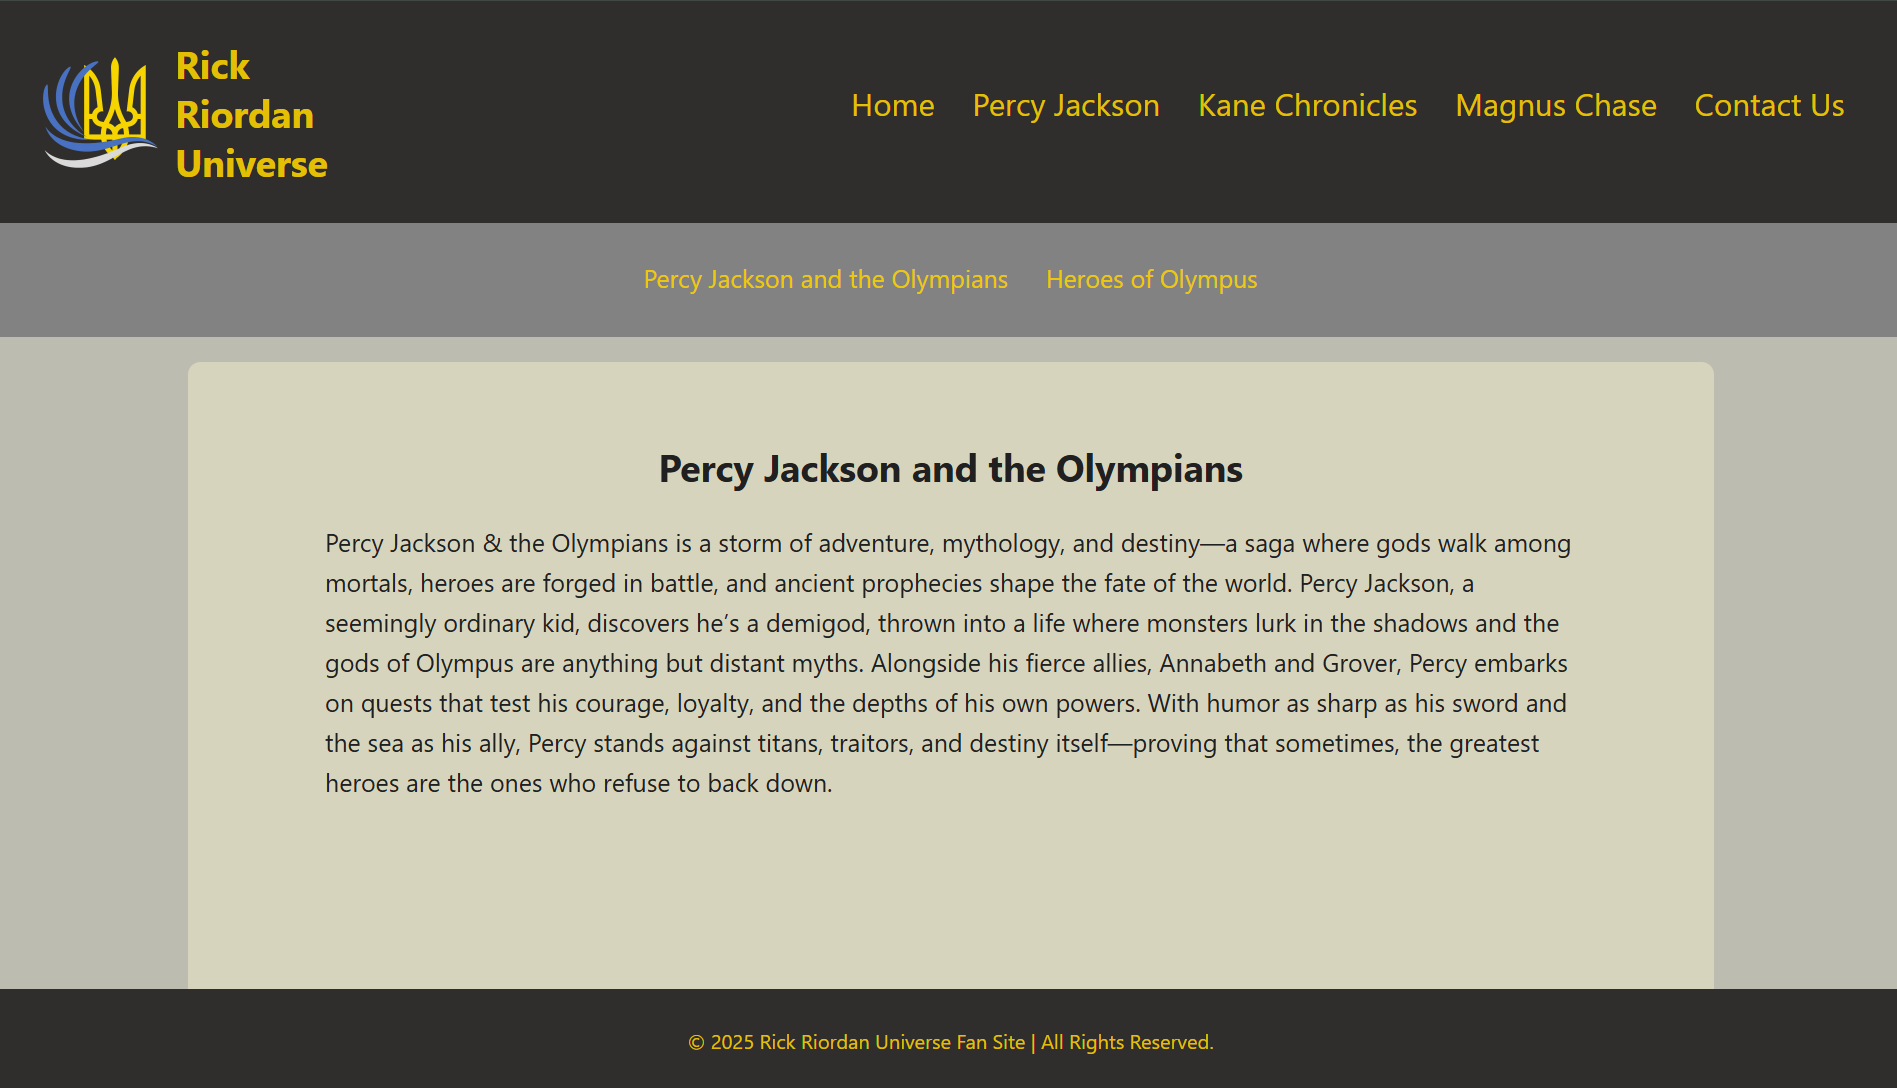 Rick
Riordan
Universe
Home Percy Jackson Kane Chronicles Magnus Chase Contact Us
Percy Jackson and the Olympians Heroes of Olympus
Percy Jackson and the Olympians
Percy Jackson & the Olympians is a storm of adventure, mythology, and destiny—a saga where gods walk among
mortals, heroes are forged in battle, and ancient prophecies shape the fate of the world. Percy Jackson, a
seemingly ordinary kid, discovers he’s a demigod, thrown into a life where monsters lurk in the shadows and the
gods of Olympus are anything but distant myths. Alongside his fierce allies, Annabeth and Grover, Percy embarks
on quests that test his courage, loyalty, and the depths of his own powers. With humor as sharp as his sword and
the sea as his ally, Percy stands against titans, traitors, and destiny itself—proving that sometimes, the greatest
heroes are the ones who refuse to back down.
© 2025 Rick Riordan Universe Fan Site | All Rights Reserved.